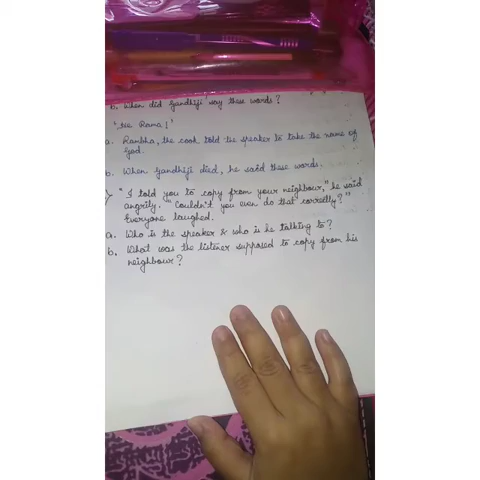 b. When did Gandhiji say these words?
"Hee Rama!"
a. Rambha, the cook told the speaker to take the name of
God.
b. When Gandhiji died, he said these words.
"I told you to copy from your neighbour," he said
angrily. "Couldn't you even do that correctly?"
Everyone laughed.
a. Who is the speaker & who is he talking to?
b. What was the listener supposed to copy from his
neighbour?